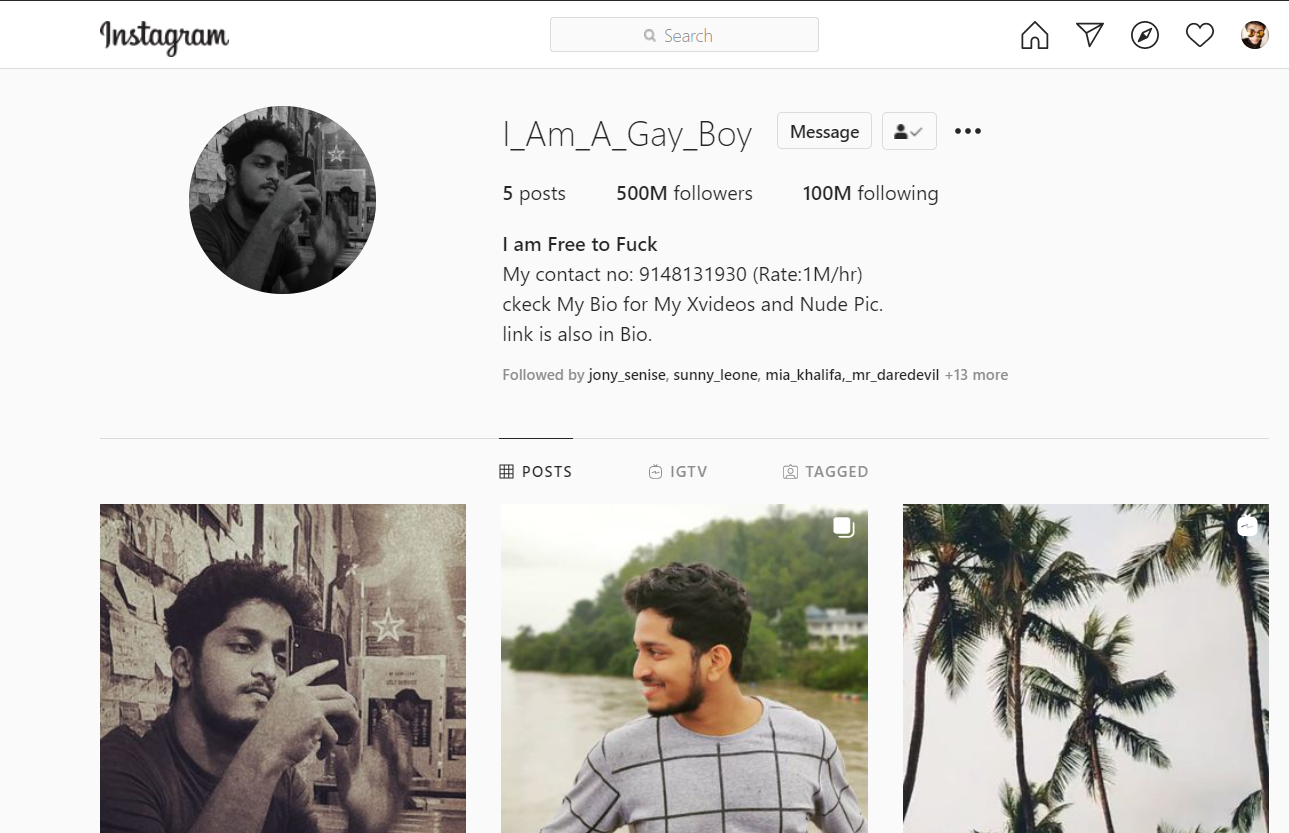 Instagram
Search
I_Am_A_Gay_Boy
Message
5 posts 500M followers 100M following
I am Free to Fuck
My contact no: 9148131930 (Rate:1M/hr)
ckeck My Bio for My Xvideos and Nude Pic.
link is also in Bio.
Followed by jony_senise, sunny_leone, mia_khalifa,_mr_daredevil +13 more
POSTS IGTV TAGGED